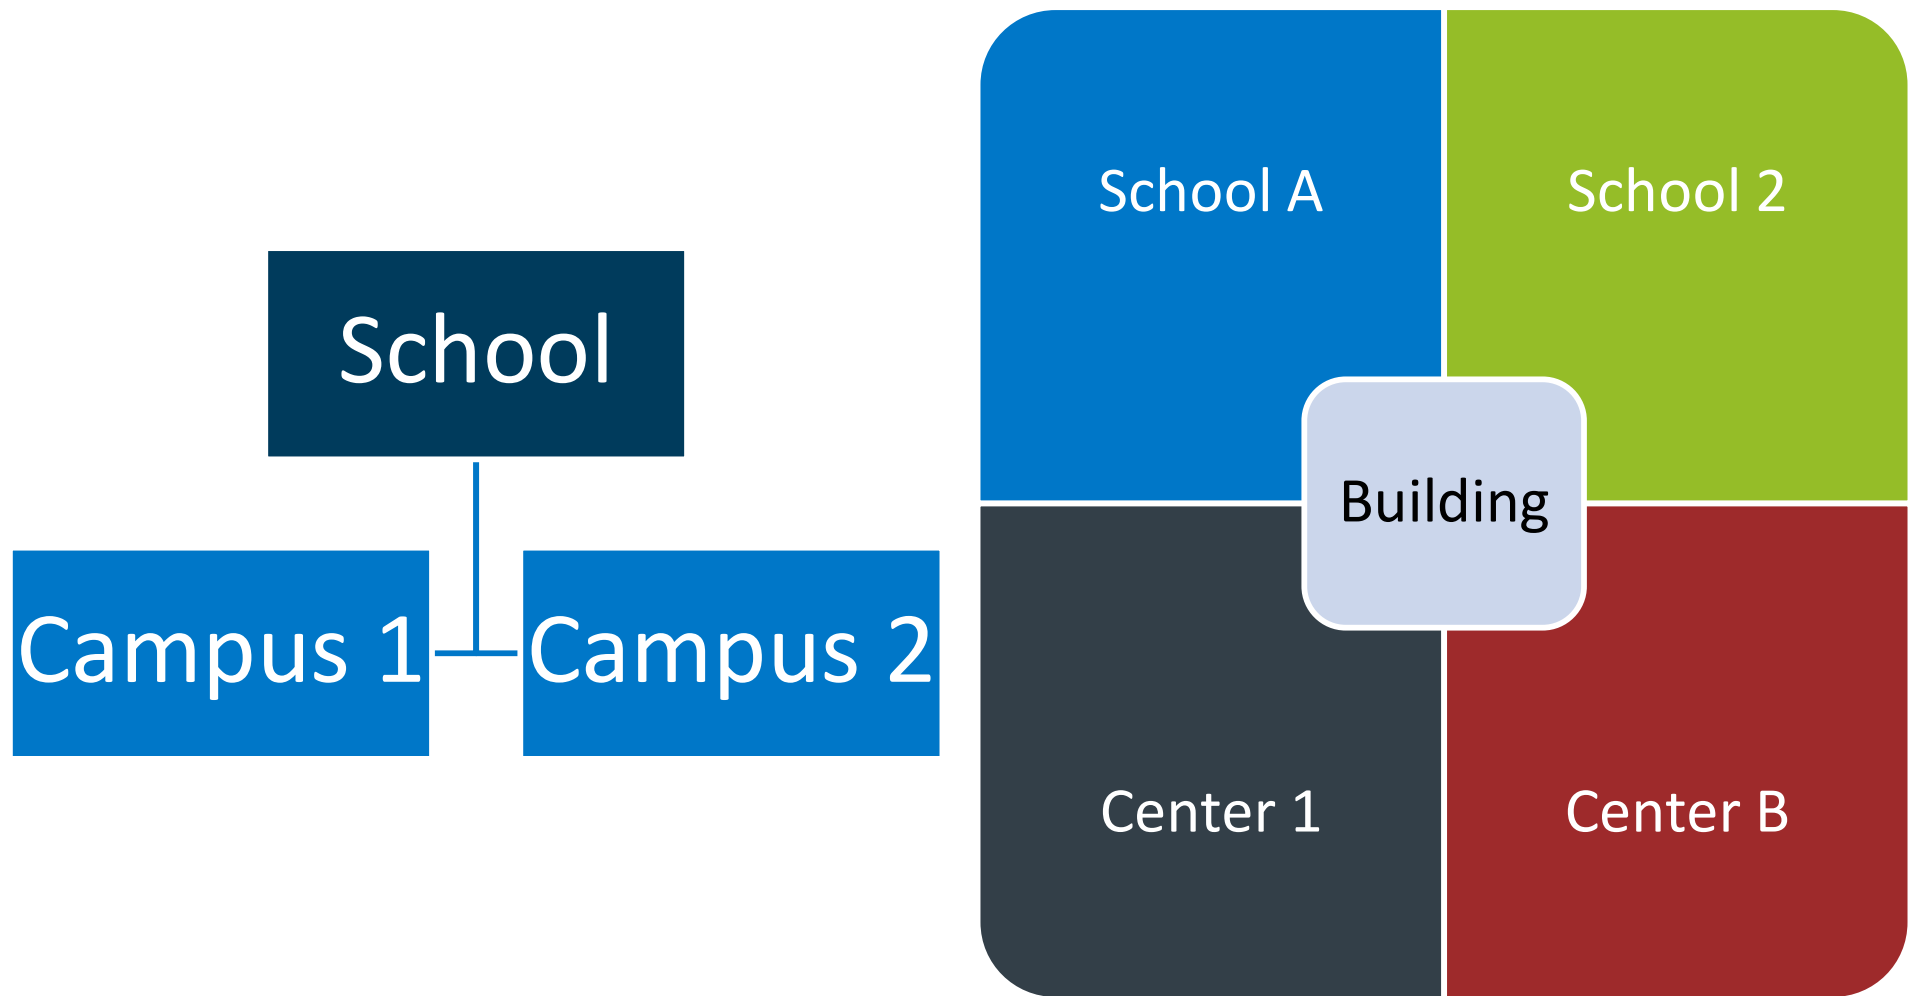 School
Campus 1
Campus 2
School A
School 2
Building
Center 1
Center B